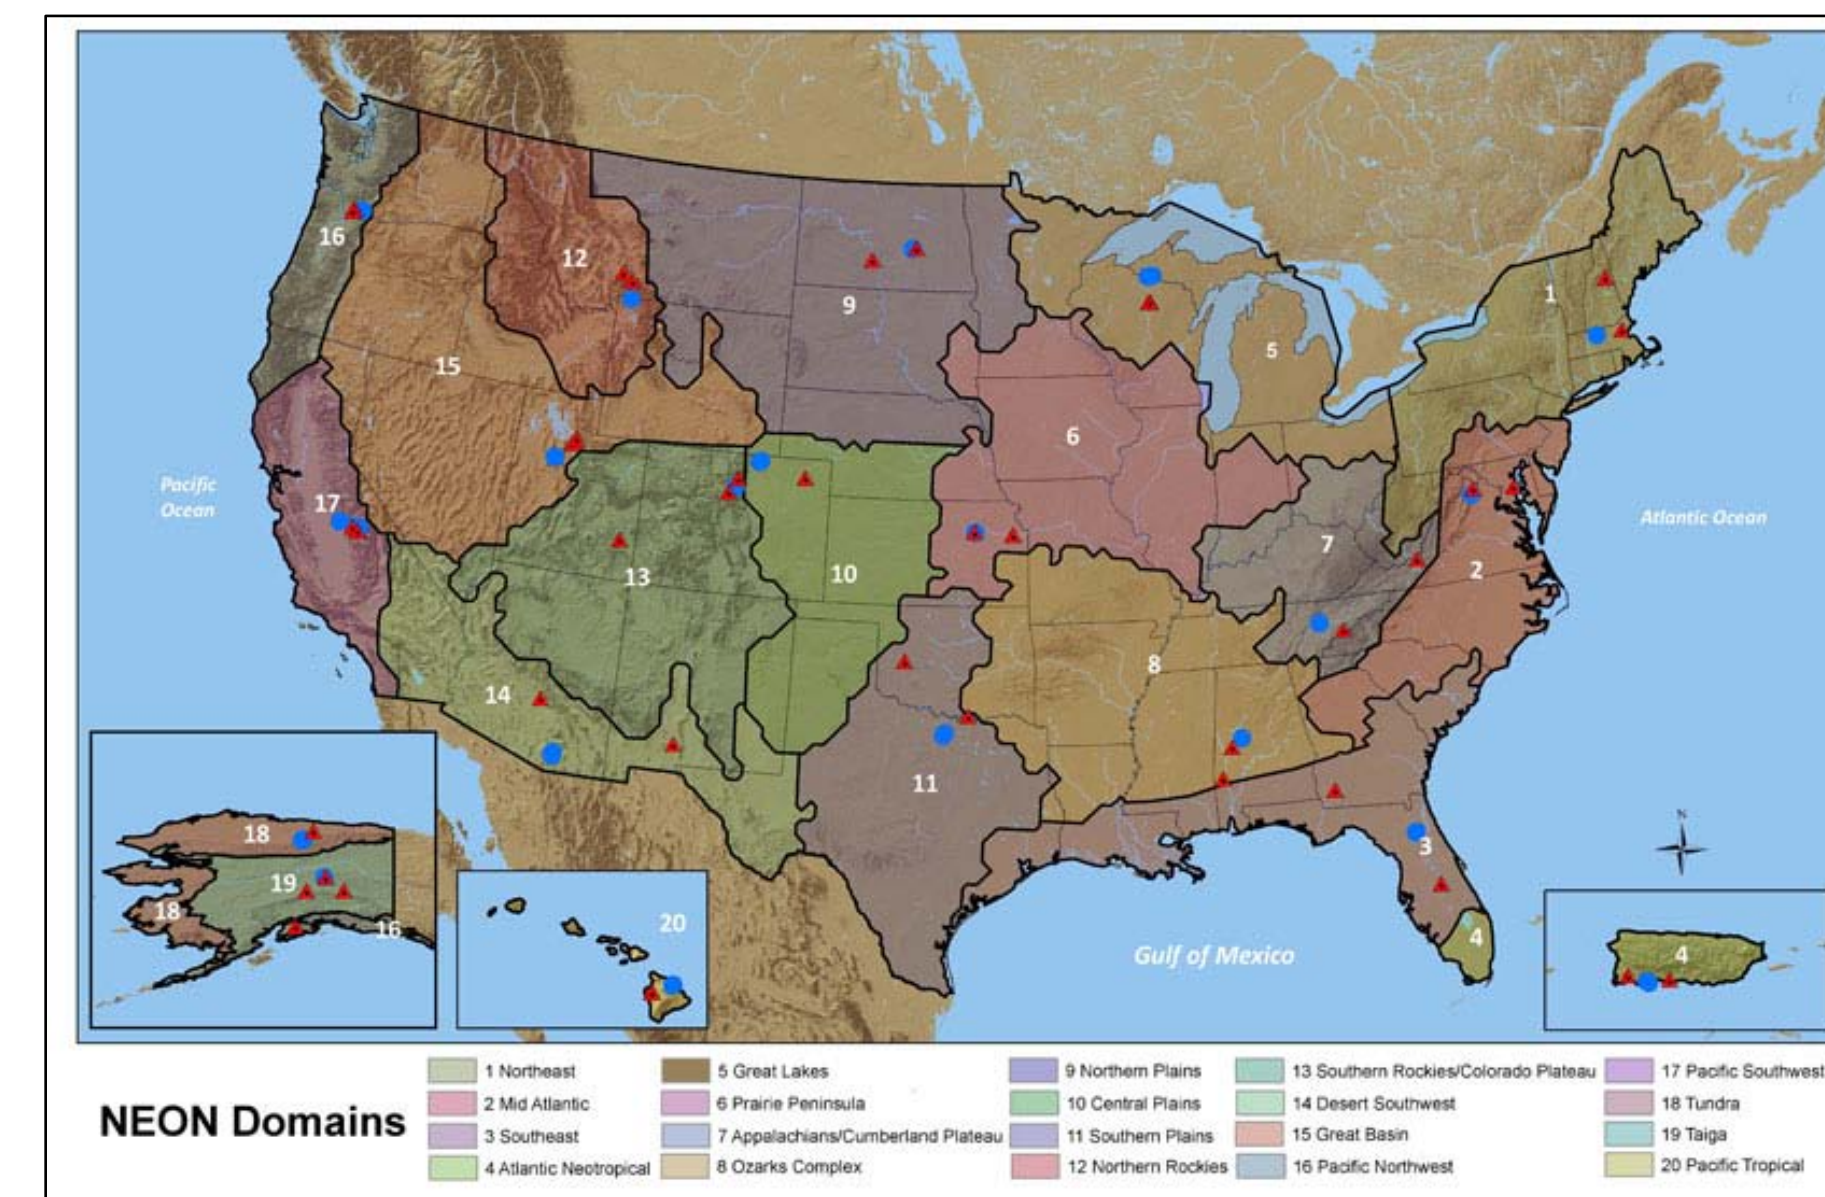 16
12
9
1
15
5
6
Pacific
Ocean
17
Atlantic Ocean
7
13
10
2
8
14
11
N
18
3
19
18
16
20
4
Gulf of Mexico
4
NEON Domains
1 Northeast
2 Mid Atlantic
3 Southeast
4 Atlantic Neotropical
5 Great Lakes
6 Prairie Peninsula
7 Appalachians/Cumberland Plateau
8 Ozarks Complex
9 Northern Plains
10 Central Plains
11 Southern Plains
12 Northern Rockies
13 Southern Rockies/Colorado Plateau
14 Desert Southwest
15 Great Basin
16 Pacific Northwest
17 Pacific Southwest
18 Tundra
19 Taiga
20 Pacific Tropical